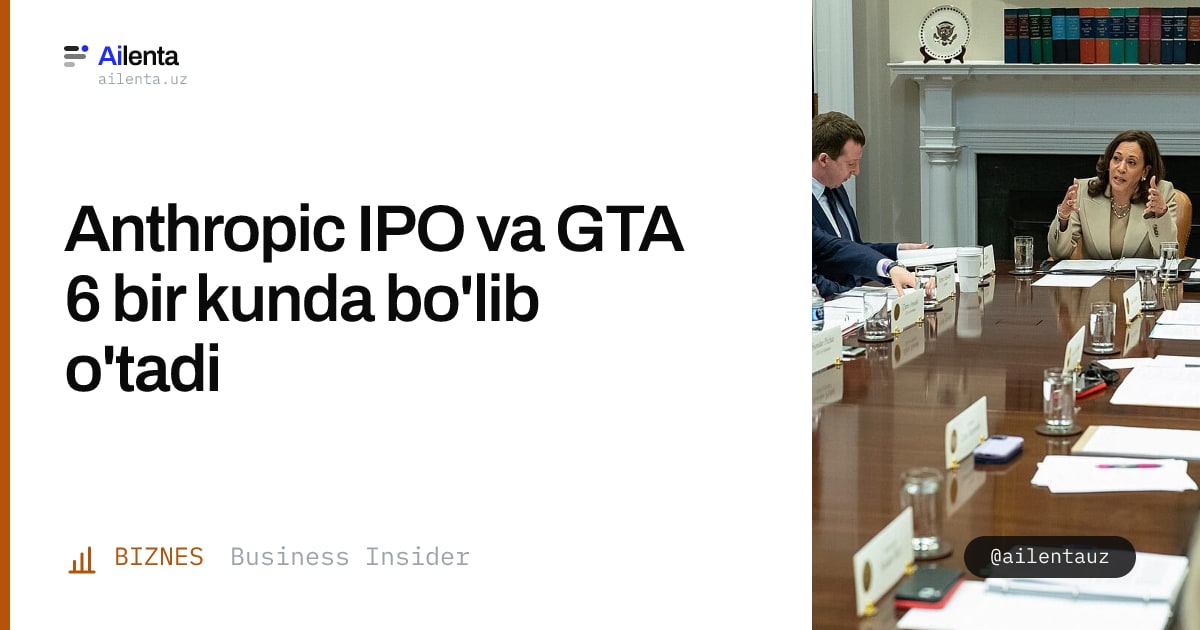 Ailenta
ailenta.uz
Anthropic IPO va GTA
6 bir kunda bo'lib
o'tadi
BIZNES Business Insider
@ailentauz